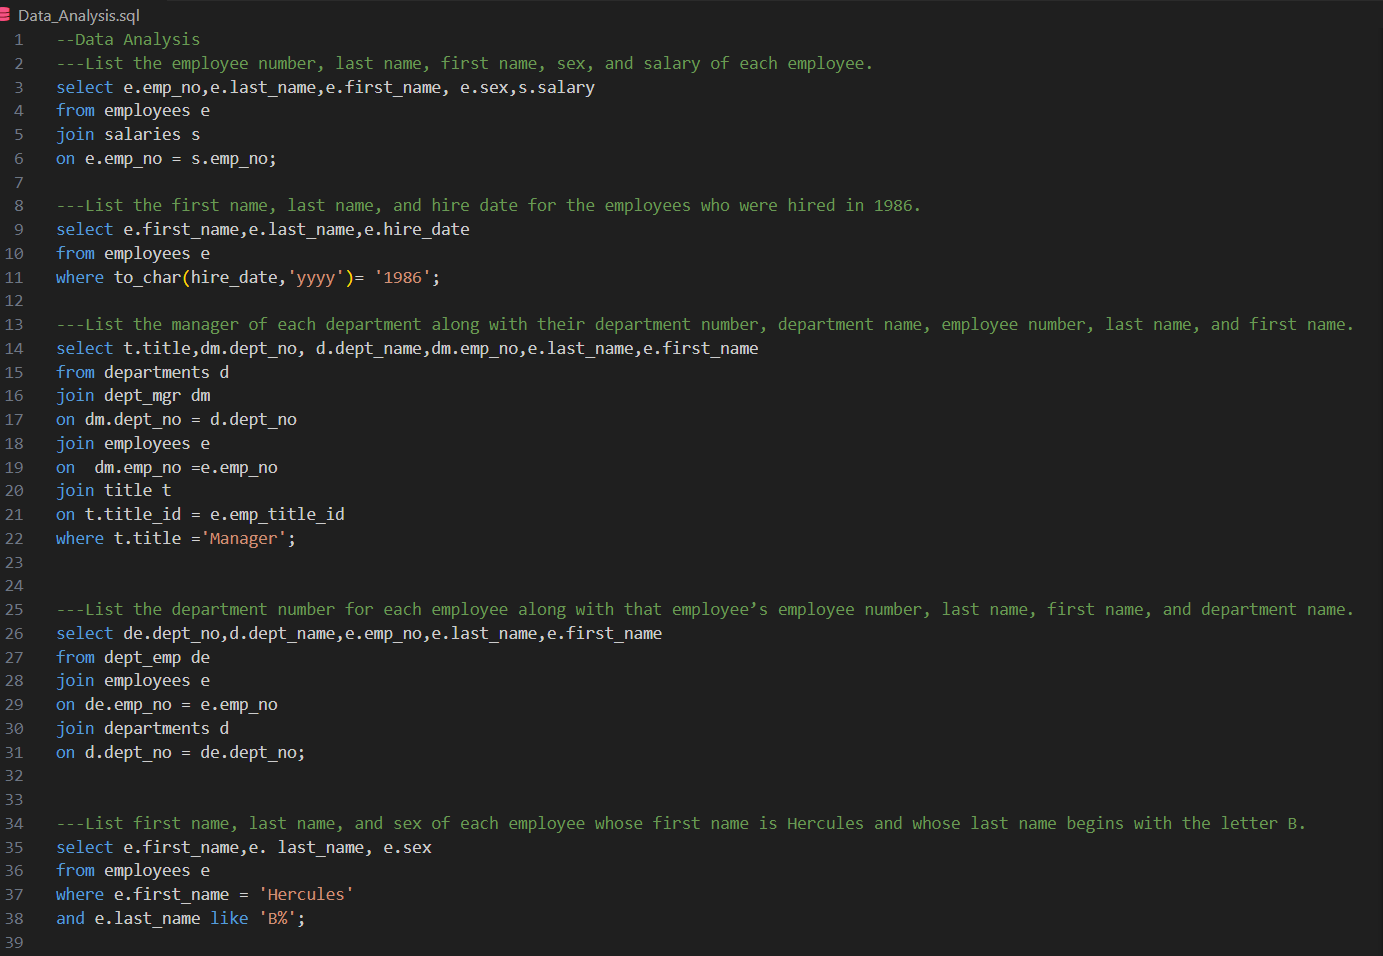 Data_Analysis.sql
1 --Data Analysis
2 ---List the employee number, last name, first name, sex, and salary of each employee.
3 select e.emp_no,e.last_name,e.first_name, e.sex,s.salary
4 from employees e
5 join salaries s
6 on e.emp_no = s.emp_no;
7
8 ---List the first name, last name, and hire date for the employees who were hired in 1986.
9 select e.first_name,e.last_name,e.hire_date
10 from employees e
11 where to_char(hire_date,'yyyy')= '1986';
12
13 ---List the manager of each department along with their department number, department name, employee number, last name, and first name.
14 select t.title,dm.dept_no, d.dept_name,dm.emp_no,e.last_name,e.first_name
15 from departments d
16 join dept_mgr dm
17 on dm.dept_no = d.dept_no
18 join employees e
19 on  dm.emp_no =e.emp_no
20 join title t
21 on t.title_id = e.emp_title_id
22 where t.title ='Manager';
23
24
25 ---List the department number for each employee along with that employee’s employee number, last name, first name, and department name.
26 select de.dept_no,d.dept_name,e.emp_no,e.last_name,e.first_name
27 from dept_emp de
28 join employees e
29 on de.emp_no = e.emp_no
30 join departments d
31 on d.dept_no = de.dept_no;
32
33
34 ---List first name, last name, and sex of each employee whose first name is Hercules and whose last name begins with the letter B.
35 select e.first_name,e. last_name, e.sex
36 from employees e
37 where e.first_name = 'Hercules'
38 and e.last_name like 'B%';
39